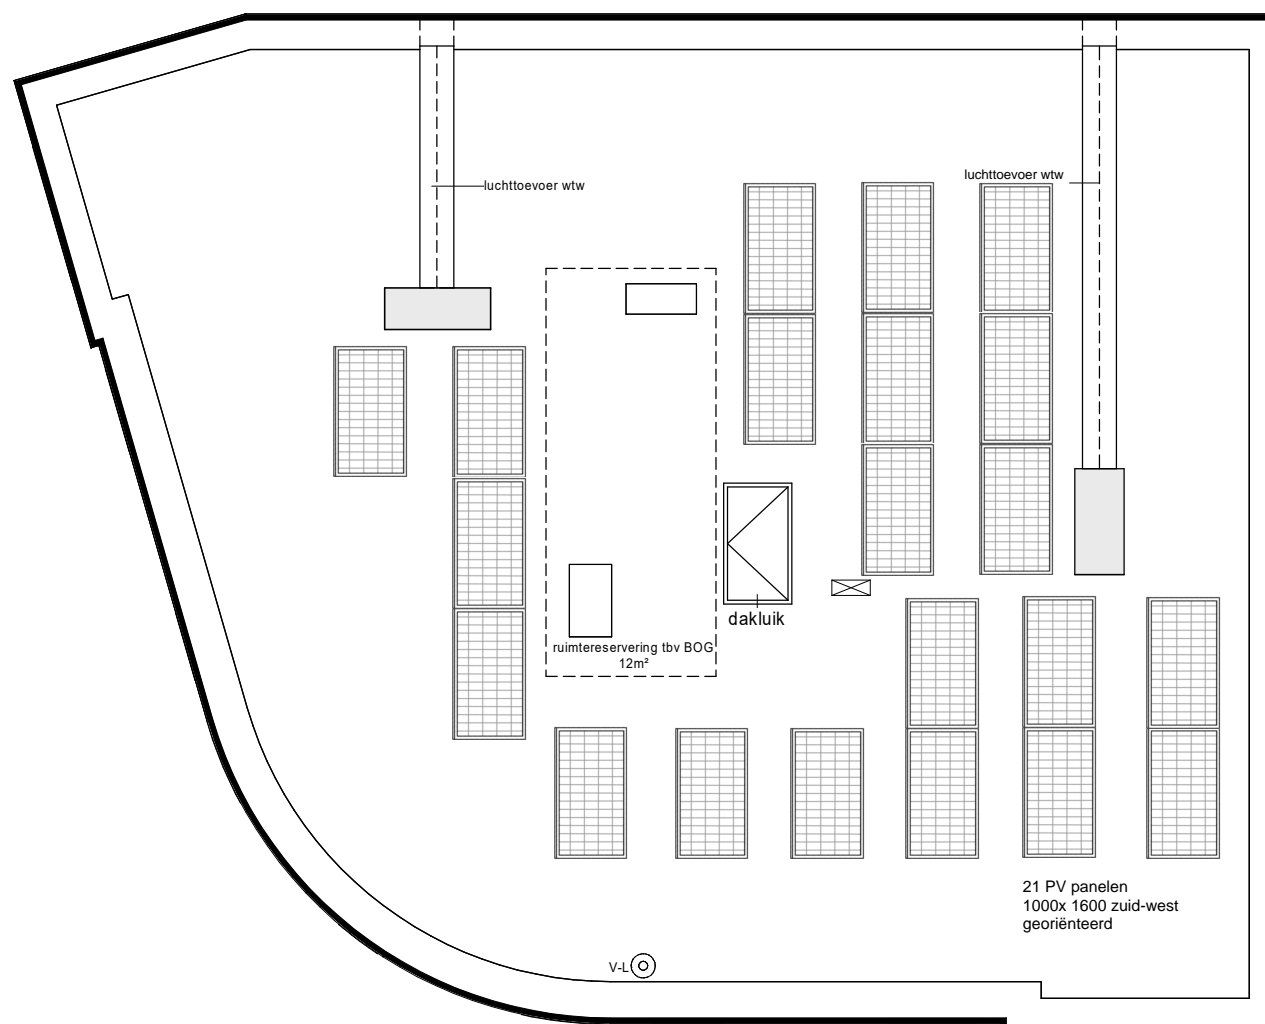 luchttoevoer wtw
luchttoevoer wtw
dakluik
ruimtereservering tbv BOG
12m²
21 PV panelen
1000x 1600 zuid-west
georiënteerd
V-L